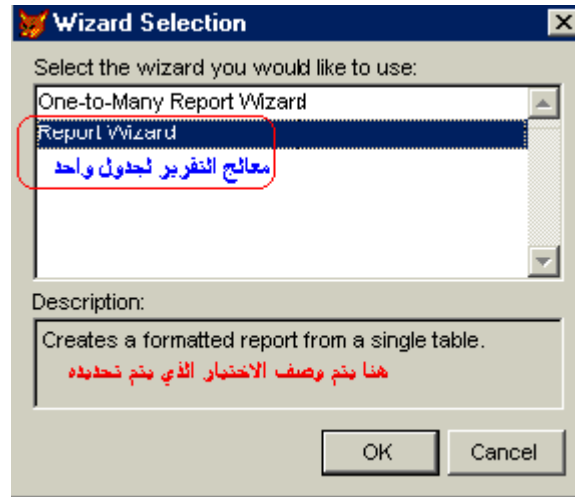 Wizard Selection
Select the wizard you would like to use:
One-to-Many Report Wizard
Report Wizard
معالج التقرير لجدول واحد
Description:
Creates a formatted report from a single table.
هنا يتم وصف الاختيار الذي يتم تحديده
OK
Cancel